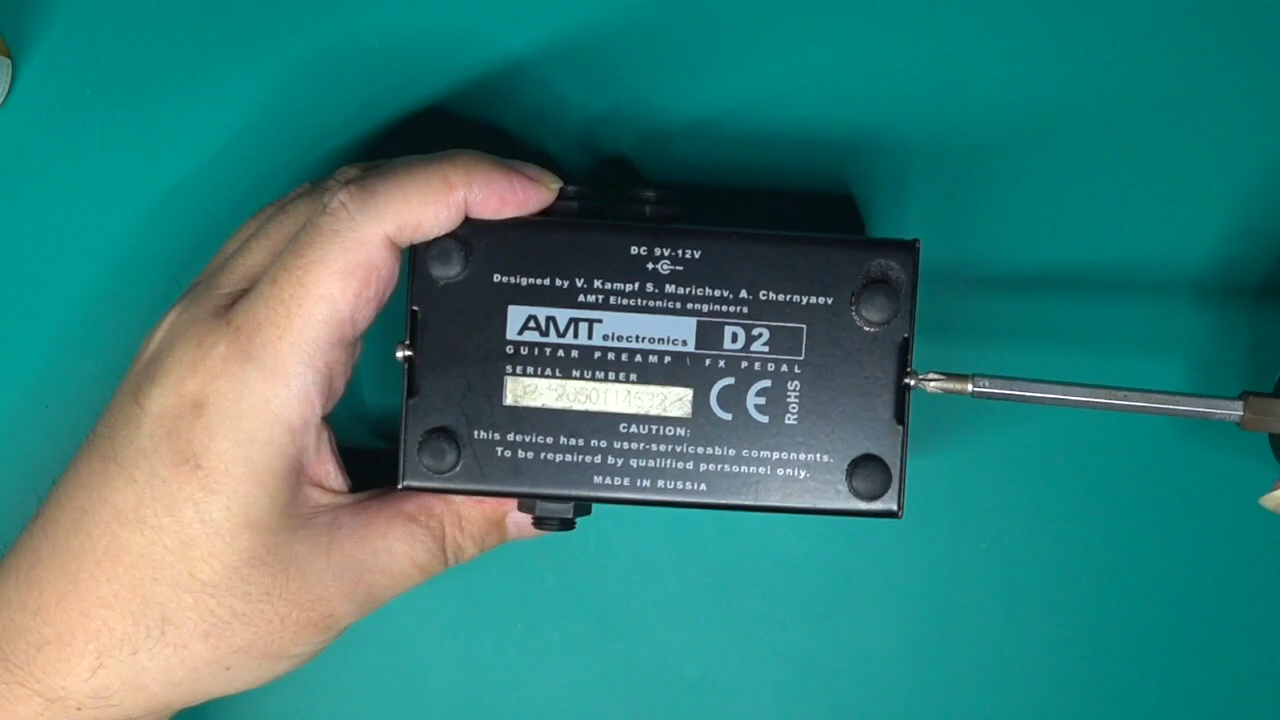 DC 9V-12V
Designed by V. Kampf S. Marichev, A. Chernyaev
AMT Electronics engineers
AMT electronics D2
GUITAR PREAMP \ FX PEDAL
SERIAL NUMBER
CE RoHS
CAUTION:
this device has no user-serviceable components.
To be repaired by qualified personnel only.
MADE IN RUSSIA